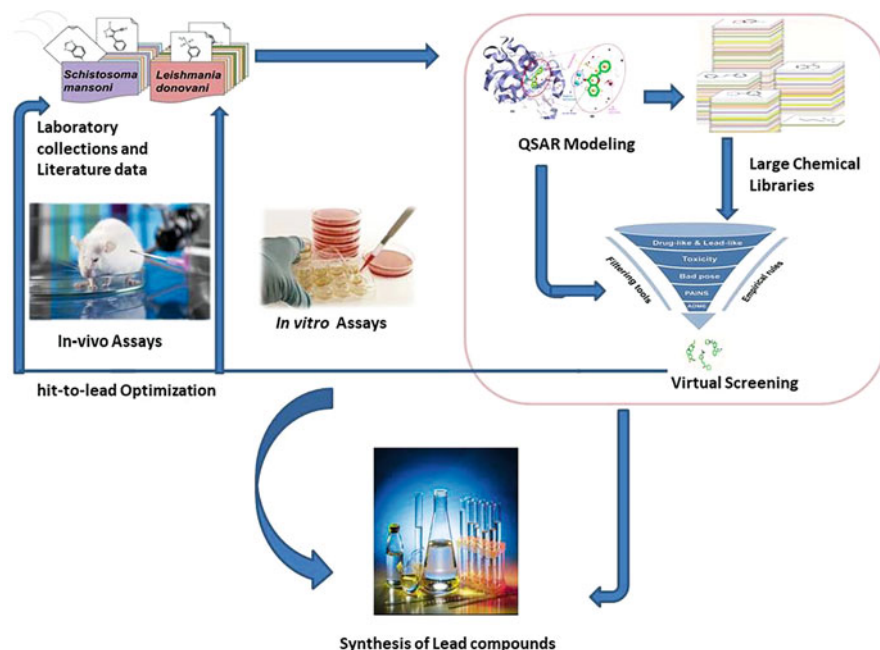 Schistosoma
mansoni
Leishmania
donovani
Laboratory
collections and
Literature data
QSAR Modeling
Large Chemical
Libraries
Drug-like & Lead-like
Toxicity
Bad pose
PAINS
ADME
Filtering tools
Empirical rules
In-vivo Assays
In vitro Assays
Virtual Screening
hit-to-lead Optimization
Synthesis of Lead compounds